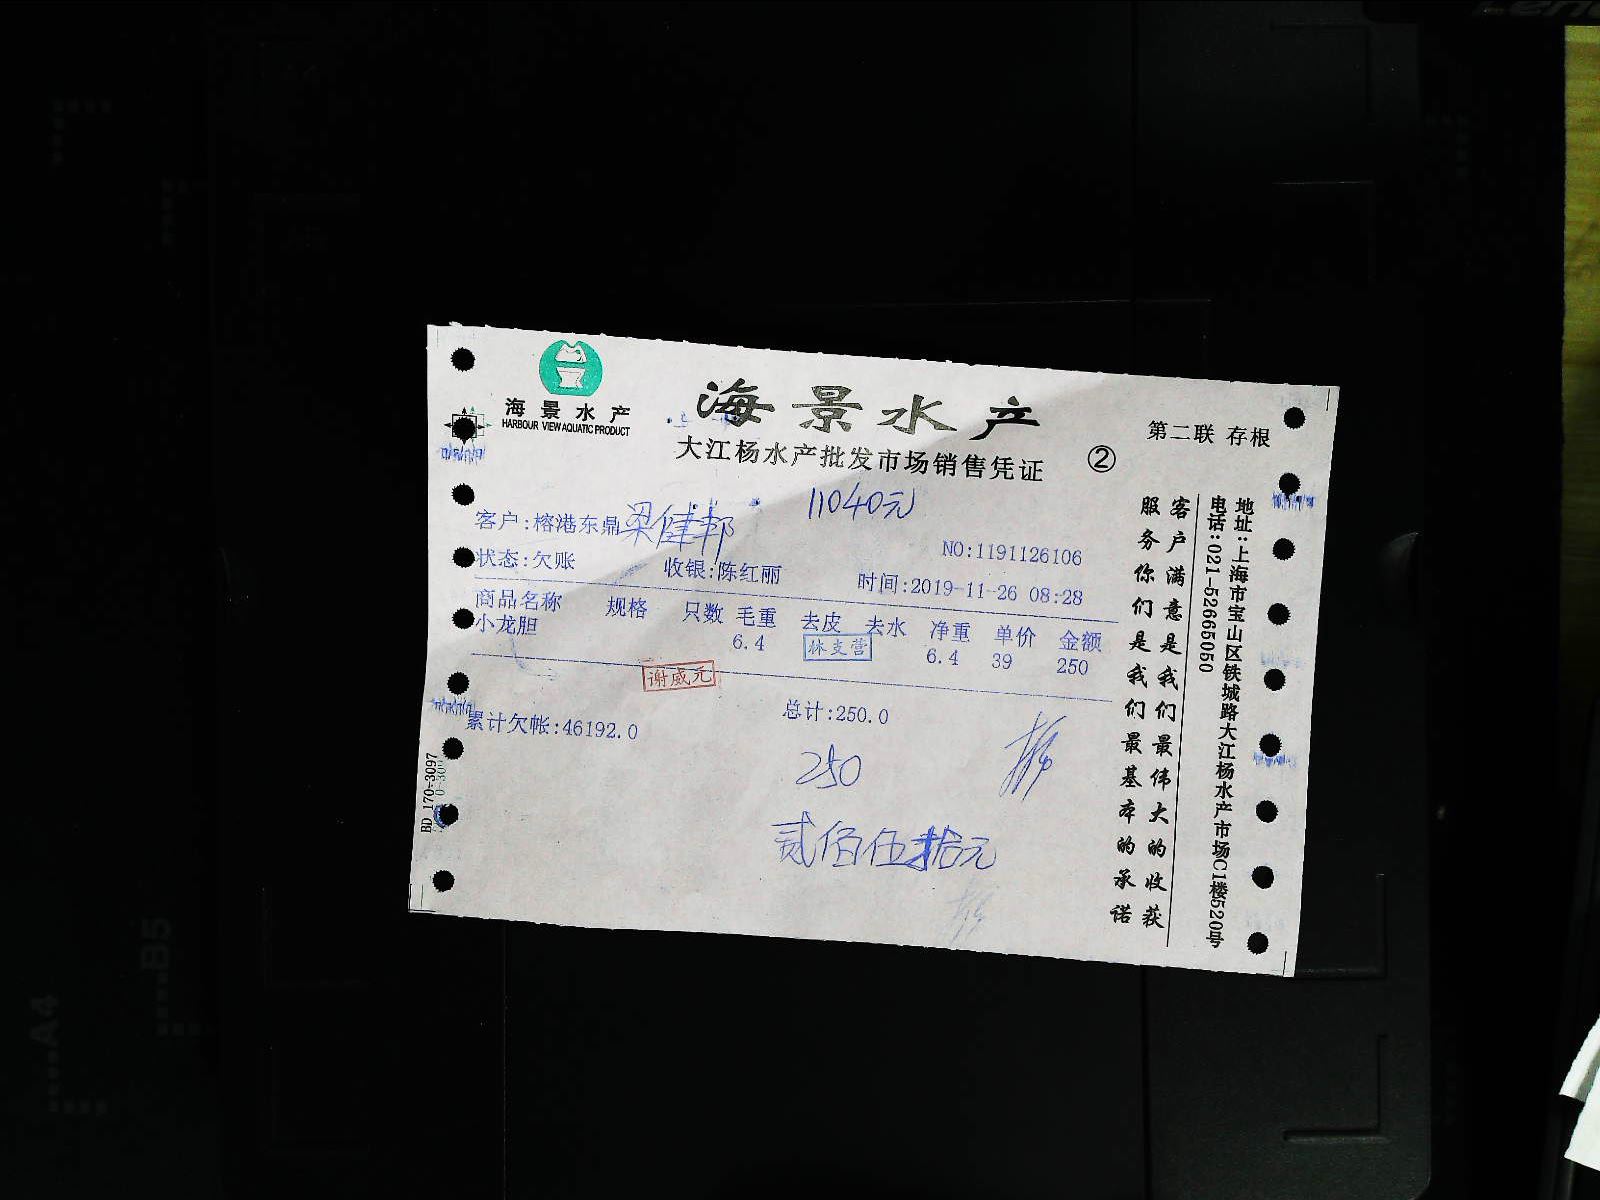 海景水产
HARBOUR VIEW AQUATIC PRODUCT
海景水产
大江杨水产批发市场销售凭证
②
第二联 存根
11040元
客户:榕港东鼎 梁健邦
NO:1191126106
状态:欠账 收银:陈红丽 时间:2019-11-26 08:28
商品名称 规格 只数 毛重 去皮 去水 净重 单价 金额
小龙胆 6.4 6.4 39 250
林支营
谢威元
累计欠帐:46192.0 总计:250.0
250
贰佰伍拾元
客户满意是我们最伟大的收获
服务你们是我们最基本的承诺
地址:上海市宝山区铁城路大江杨水产市场C1楼520号
电话:021-52665050
BD 170-3097
A4
B5